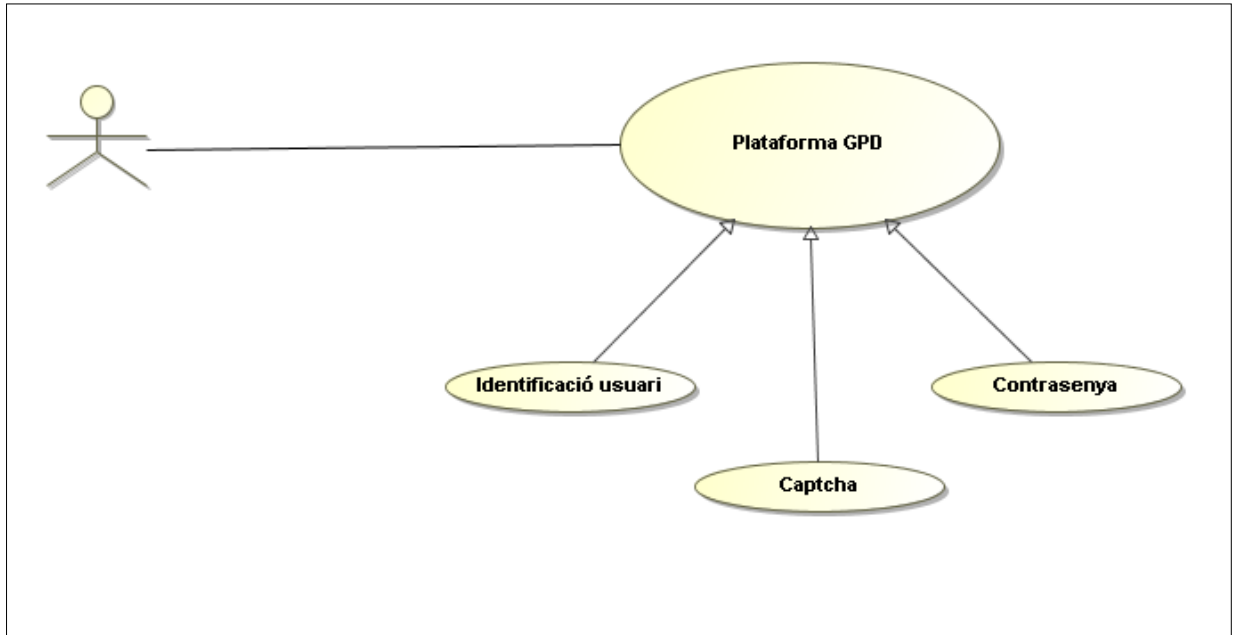 Plataforma GPD
Identificació usuari
Contrasenya
Captcha